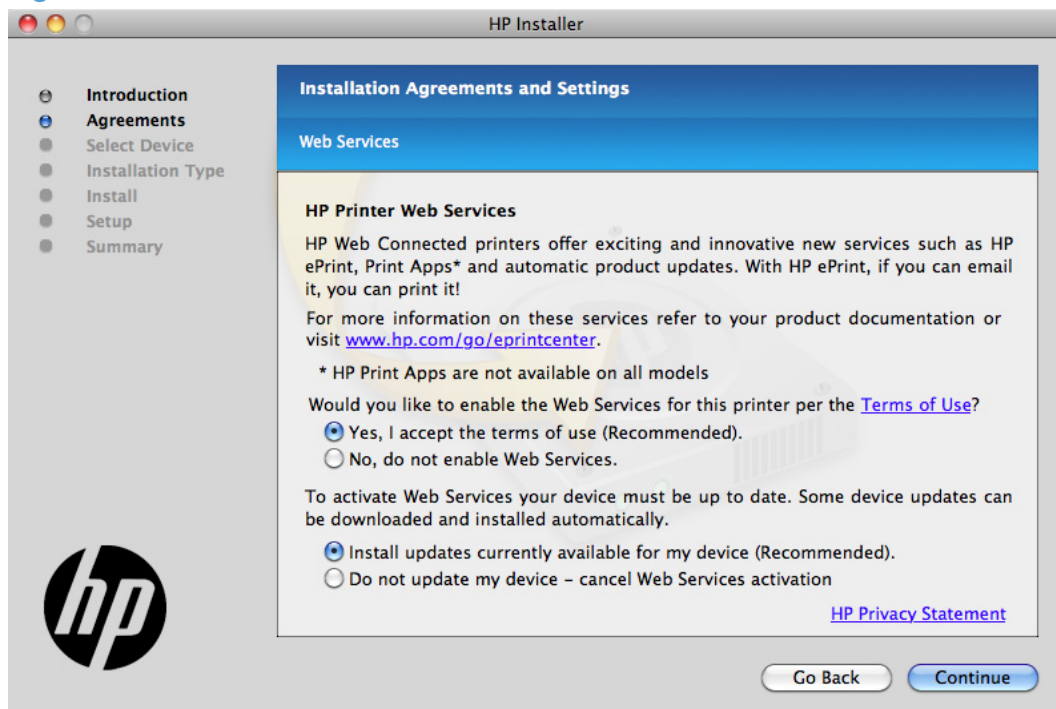 HP Installer
Introduction
Agreements
Select Device
Installation Type
Install
Setup
Summary
Installation Agreements and Settings
Web Services
HP Printer Web Services
HP Web Connected printers offer exciting and innovative new services such as HP
ePrint, Print Apps* and automatic product updates. With HP ePrint, if you can email
it, you can print it!
For more information on these services refer to your product documentation or
visit www.hp.com/go/eprintcenter.
* HP Print Apps are not available on all models
Would you like to enable the Web Services for this printer per the Terms of Use?
Yes, I accept the terms of use (Recommended).
No, do not enable Web Services.
To activate Web Services your device must be up to date. Some device updates can
be downloaded and installed automatically.
Install updates currently available for my device (Recommended).
Do not update my device – cancel Web Services activation
HP Privacy Statement
hp
Go Back
Continue